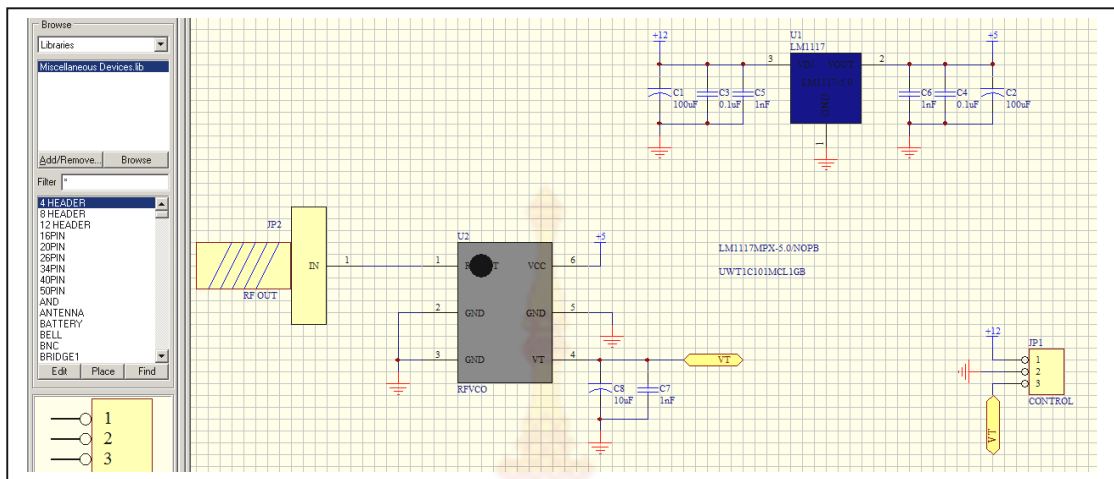 Browse
Libraries
Miscellaneous Devices.lib
Add/Remove... Browse
Filter *
4 HEADER
8 HEADER
12 HEADER
16PIN
20PIN
26PIN
34PIN
40PIN
50PIN
AND
ANTENNA
BATTERY
BELL
BNC
BRIDGE1
Edit Place Find
1
2
3
+12
U1
LM1117
+5
3 VIN VOUT 2
C1
100uF
C3
0.1uF
C5
1nF
GND
1
C6
1nF
C4
0.1uF
C2
100uF
JP2
IN 1
RF OUT
U2
+5
1 VCC 6
2 GND GND 5
3 GND VT 4
RFVCO
VT
C8
10uF
C7
1nF
LM1117MPX-5.0/NOPB
UWT1C101MCL1GB
+12
JP1
1
2
3
CONTROL
VT